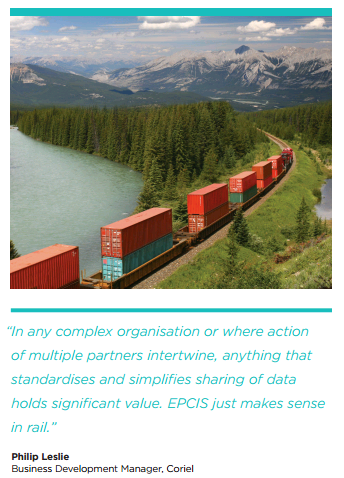 “In any complex organisation or where action
of multiple partners intertwine, anything that
standardises and simplifies sharing of data
holds significant value. EPCIS just makes sense
in rail.”
Philip Leslie
Business Development Manager, Coriel